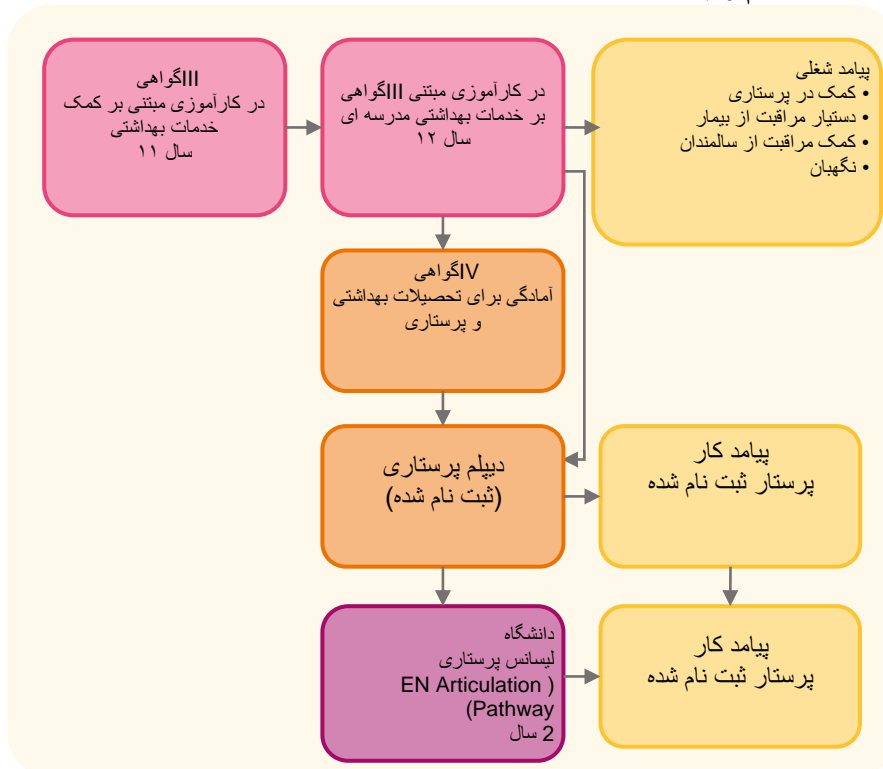 گواهیIII
در کارآموزی مبتنی بر کمک
خدمات بهداشتی
سال ۱۱
در کارآموزی مبتنی IIIگواهی
بر خدمات بهداشتی مدرسه ای
سال ۱۲
پیامد شغلی
• کمک در پرستاری
• دستیار مراقبت از بیمار
• کمک مراقبت از سالمندان
• نگهبان
گواهیIV
آمادگی برای تحصیلات بهداشتی
و پرستاری
دیپلم پرستاری
(ثبت نام شده)
پیامد کار
پرستار ثبت نام شده
دانشگاه
لیسانس پرستاری
( EN Articulation
Pathway)
2 سال
پیامد کار
پرستار ثبت نام شده